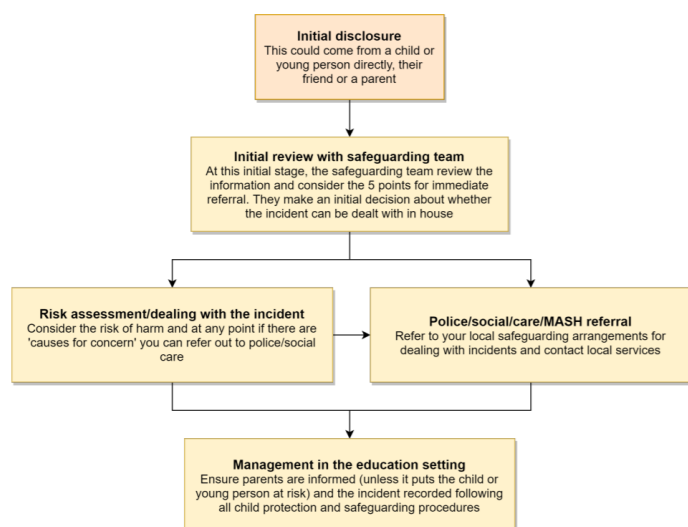 Initial disclosure
This could come from a child or
young person directly, their
friend or a parent
Initial review with safeguarding team
At this initial stage, the safeguarding team review the
information and consider the 5 points for immediate
referral. They make an initial decision about whether
the incident can be dealt with in house
Risk assessment/dealing with the incident
Consider the risk of harm and at any point if there are
'causes for concern' you can refer out to police/social
care
Police/social/care/MASH referral
Refer to your local safeguarding arrangements for
dealing with incidents and contact local services
Management in the education setting
Ensure parents are informed (unless it puts the child or
young person at risk) and the incident recorded following
all child protection and safeguarding procedures